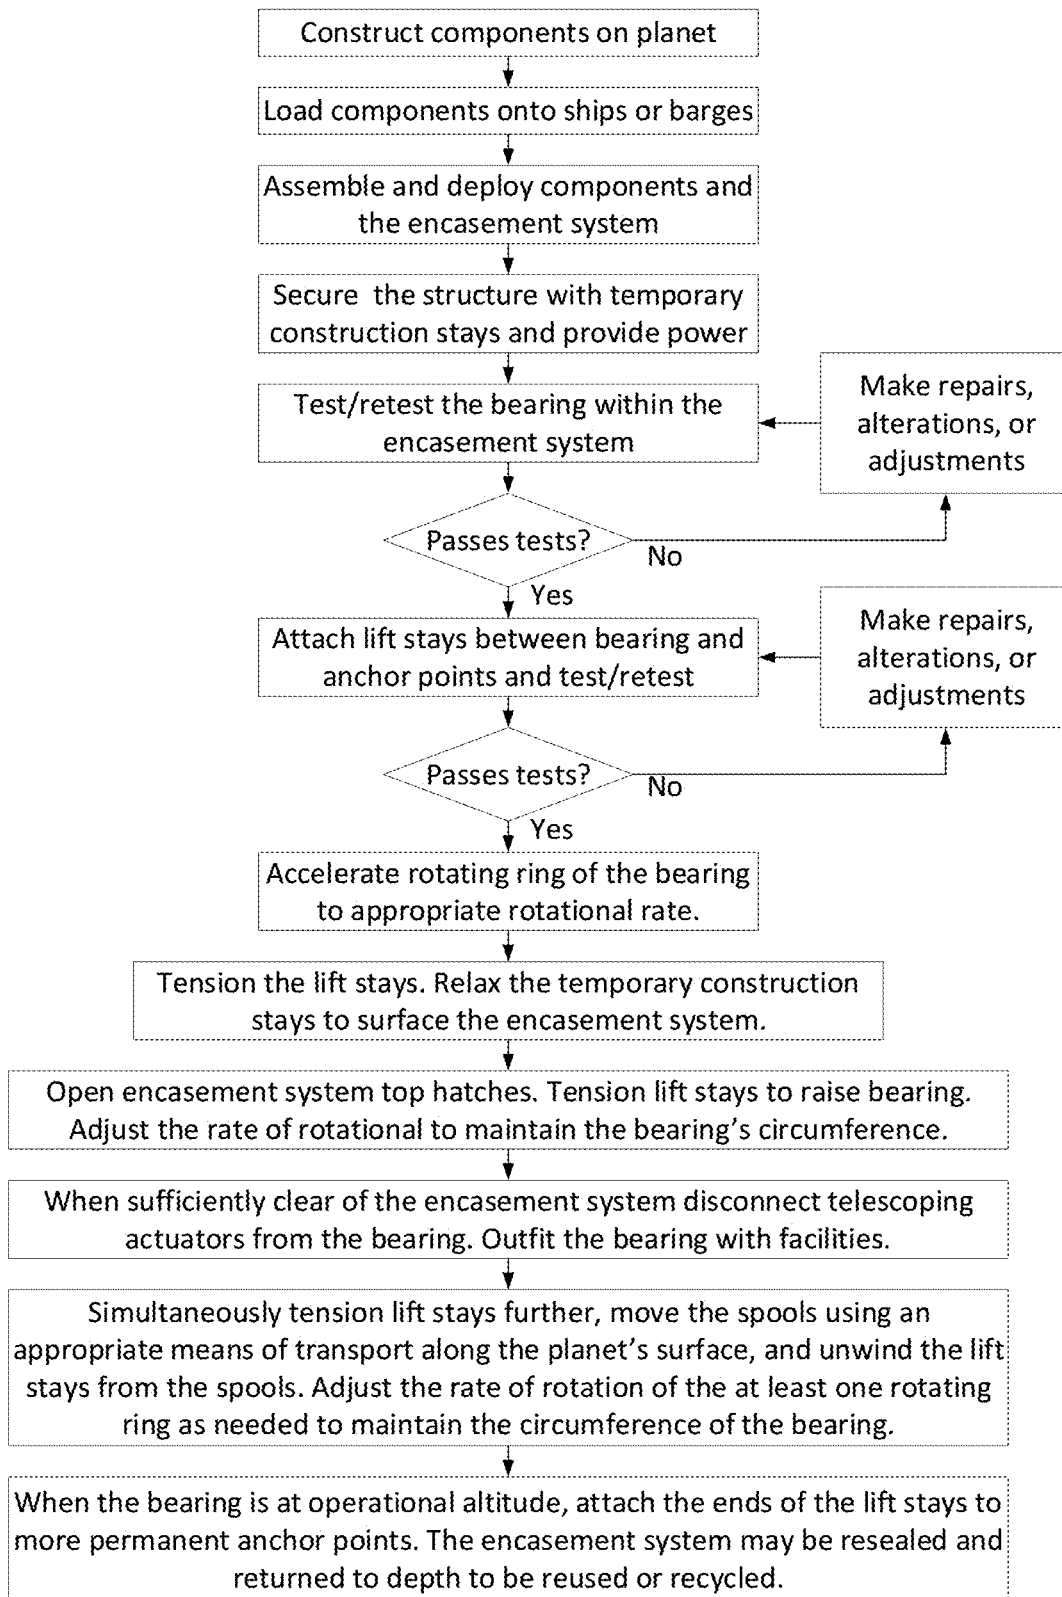 Construct components on planet
Load components onto ships or barges
Assemble and deploy components and
the encasement system
Secure the structure with temporary
construction stays and provide power
Test/retest the bearing within the
encasement system
Make repairs,
alterations, or
adjustments
Passes tests?
No
Yes
Attach lift stays between bearing and
anchor points and test/retest
Make repairs,
alterations, or
adjustments
Passes tests?
No
Yes
Accelerate rotating ring of the bearing
to appropriate rotational rate.
Tension the lift stays. Relax the temporary construction
stays to surface the encasement system.
Open encasement system top hatches. Tension lift stays to raise bearing.
Adjust the rate of rotational to maintain the bearing's circumference.
When sufficiently clear of the encasement system disconnect telescoping
actuators from the bearing. Outfit the bearing with facilities.
Simultaneously tension lift stays further, move the spools using an
appropriate means of transport along the planet's surface, and unwind the lift
stays from the spools. Adjust the rate of rotation of the at least one rotating
ring as needed to maintain the circumference of the bearing.
When the bearing is at operational altitude, attach the ends of the lift stays to
more permanent anchor points. The encasement system may be resealed and
returned to depth to be reused or recycled.